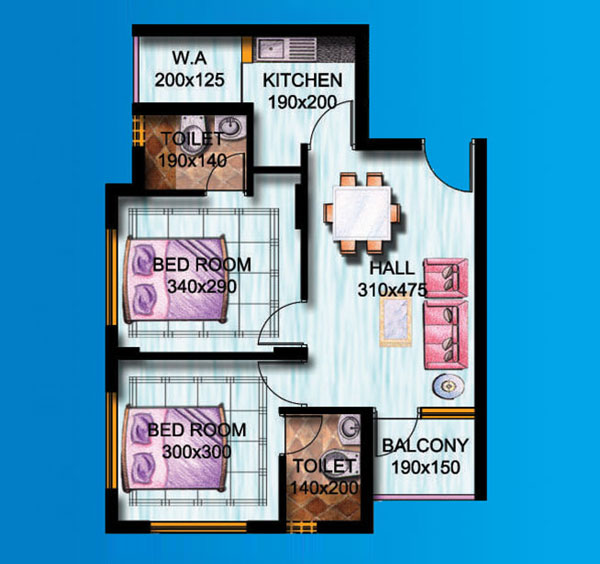 W.A
200x125
KITCHEN
190x200
TOILET
190x140
BED ROOM
340x290
HALL
310x475
BED ROOM
300x300
TOILET
140x200
BALCONY
190x150